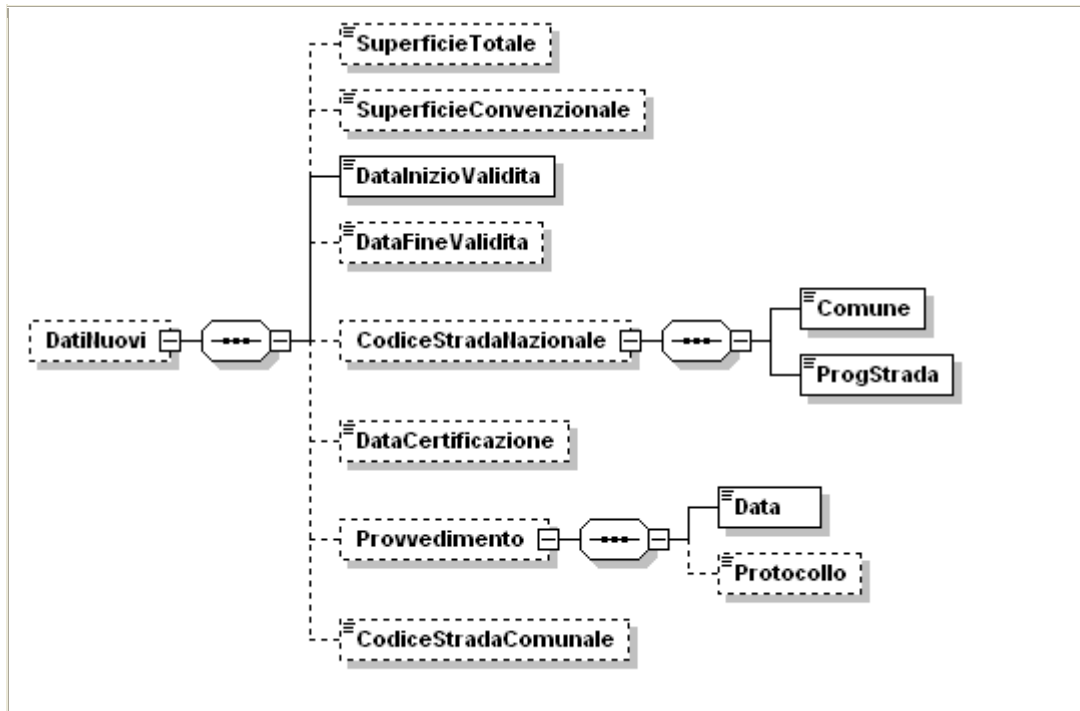 SuperficieTotale
SuperficieConvenzionale
DataInizioValidita
DataFineValidita
DatiNuovi
CodiceStradaNazionale
Comune
ProgStrada
DataCertificazione
Provvedimento
Data
Protocollo
CodiceStradaComunale